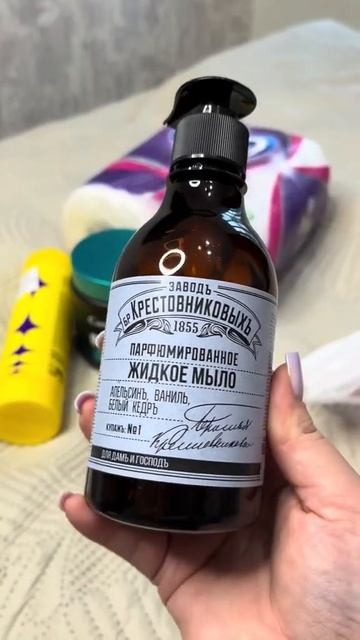 ЗАВОДЪ
БР КРЕСТОВНИКОВЫХЪ
1855
ПАРФЮМИРОВАННОЕ
ЖИДКОЕ МЫЛО
АПЕЛЬСИНЪ, ВАНИЛЬ,
БЕЛЫЙ КЕДРЪ
КУПАЖЪ: №1
ДЛЯ ДАМЪ И ГОСПОДЪ